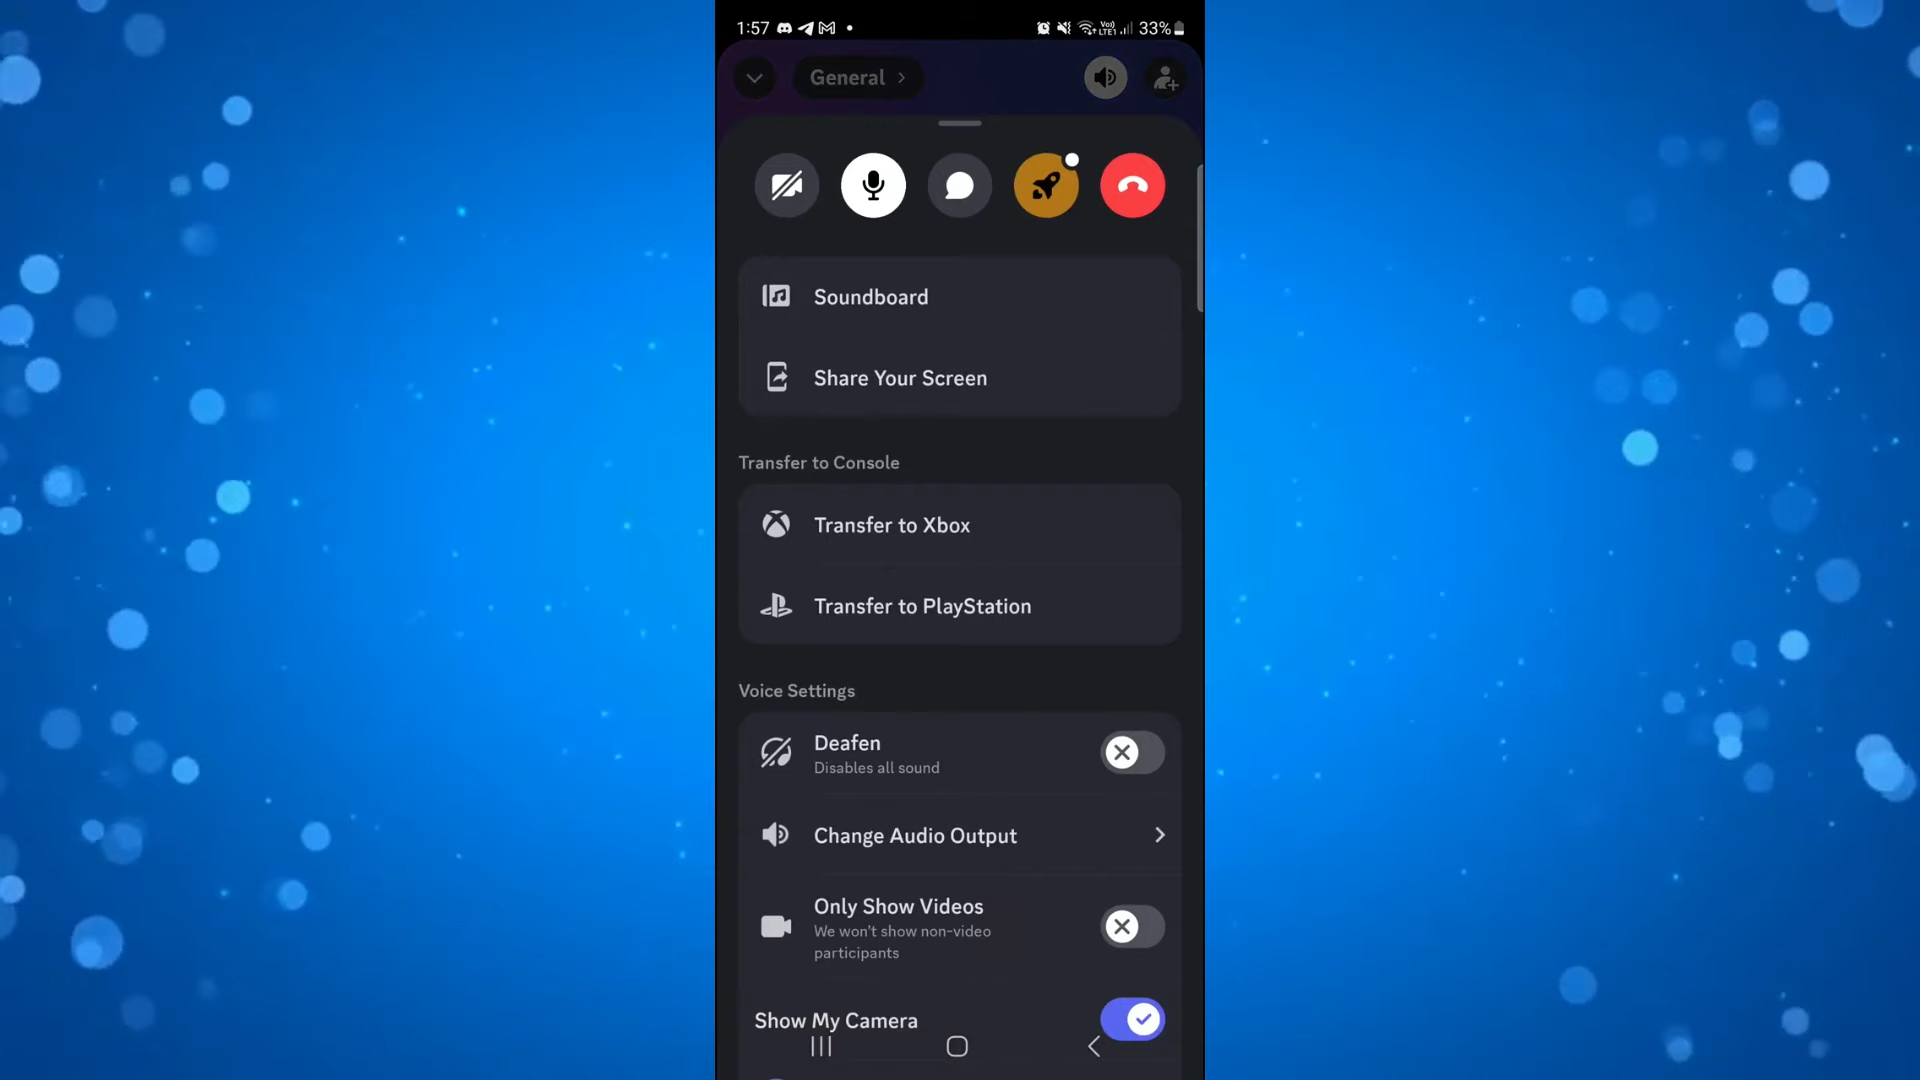 1:57
Vo)) LTE1 33%
General
Soundboard
Share Your Screen
Transfer to Console
Transfer to Xbox
Transfer to PlayStation
Voice Settings
Deafen
Disables all sound
Change Audio Output
Only Show Videos
We won't show non-video
participants
Show My Camera